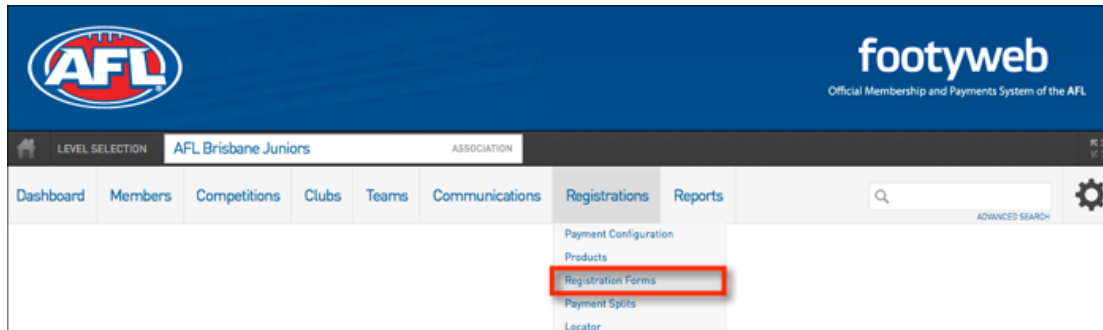 AFL
footyweb
Official Membership and Payments System of the AFL
LEVEL SELECTION AFL Brisbane Juniors ASSOCIATION
Dashboard Members Competitions Clubs Teams Communications Registrations Reports
ADVANCED SEARCH
Payment Configuration
Products
Registration Forms
Payment Splits
Locator